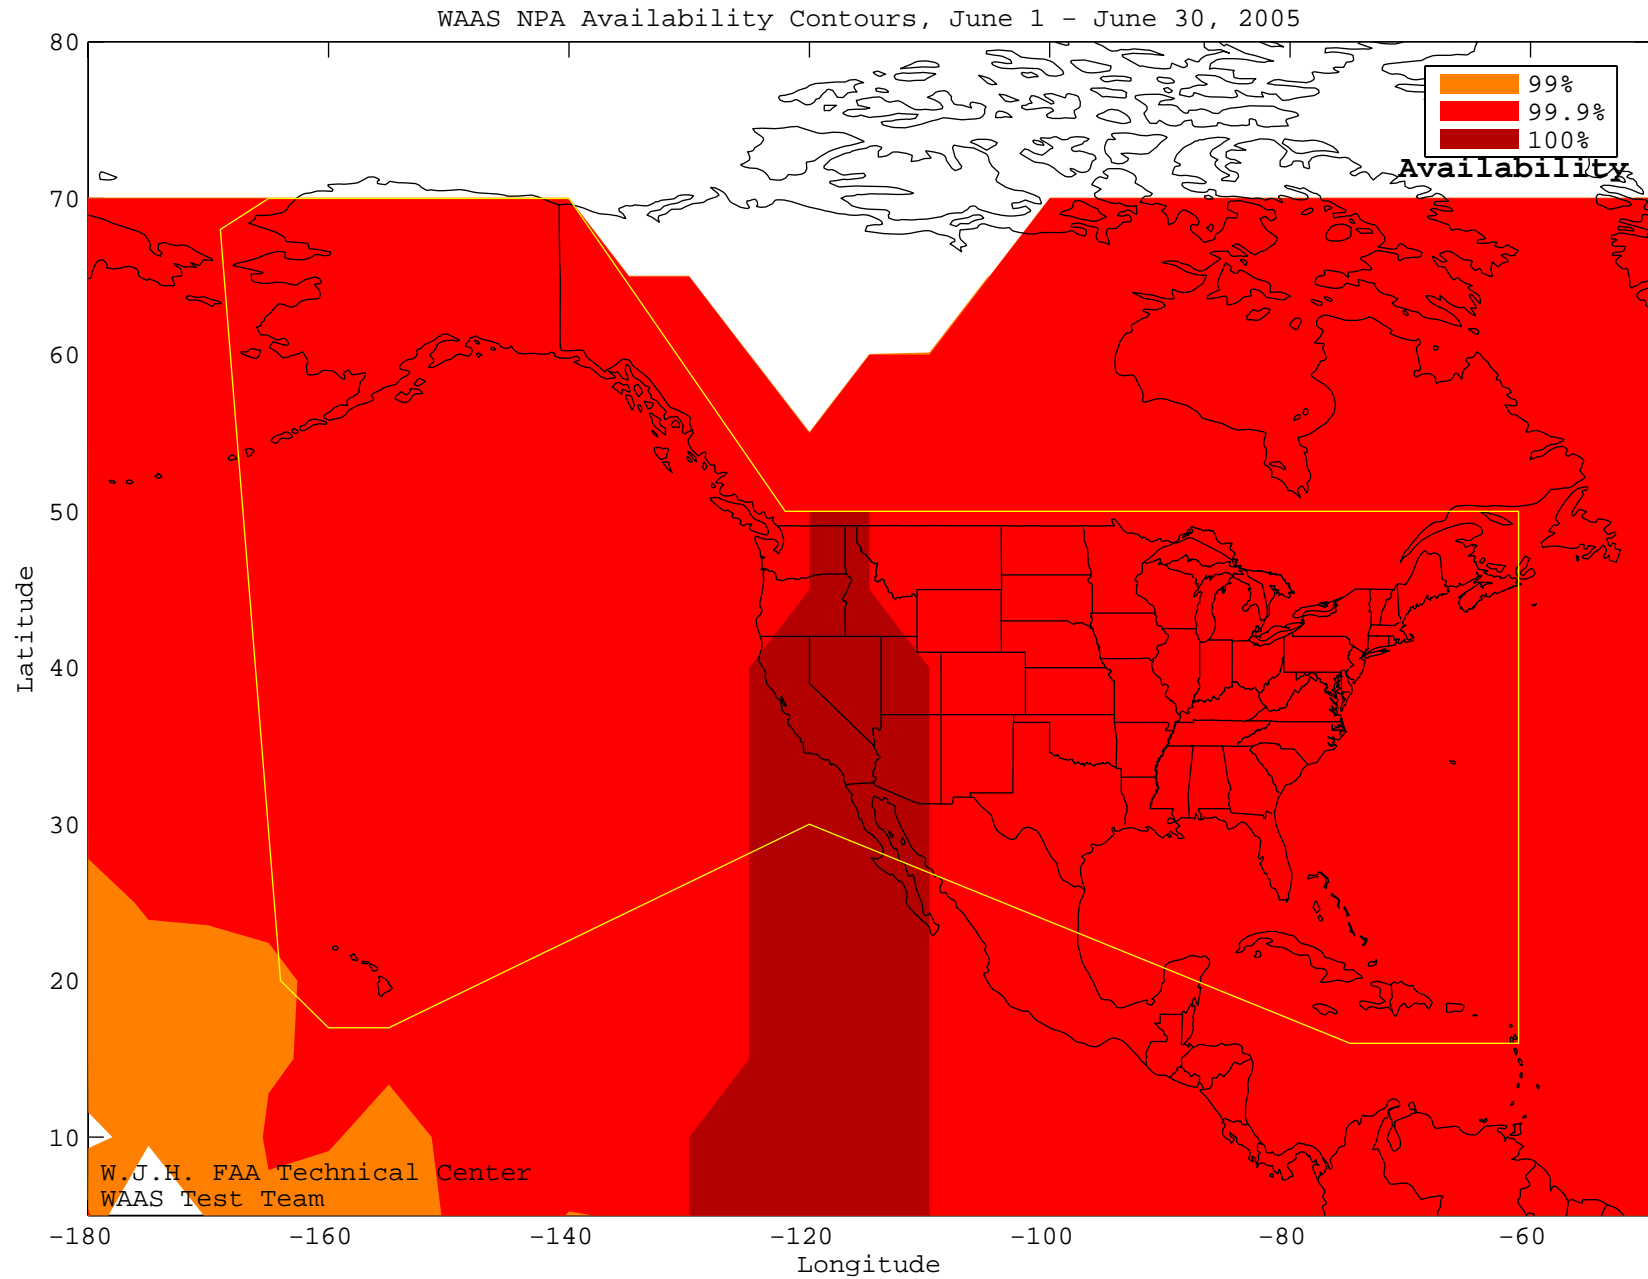 WAAS NPA Availability Contours, June 1 – June 30, 2005
80
70
60
50
40
30
20
10
Latitude
99%
99.9%
100%
Availability
W.J.H. FAA Technical Center
WAAS Test Team
−180 −160 −140 −120 −100 −80 −60
Longitude